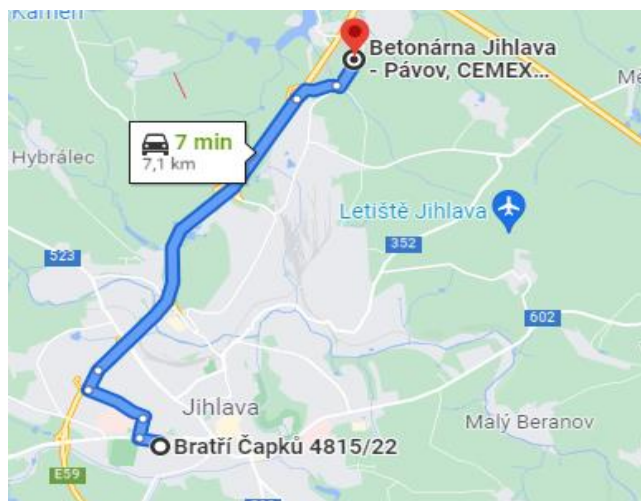 Kamen
Betonárna Jihlava
- Pávov, CEMEX...
7 min
7,1 km
Hybrálec
Mě
Letiště Jihlava
523
352
602
Jihlava
Malý Beranov
Bratří Čapků 4815/22
E59